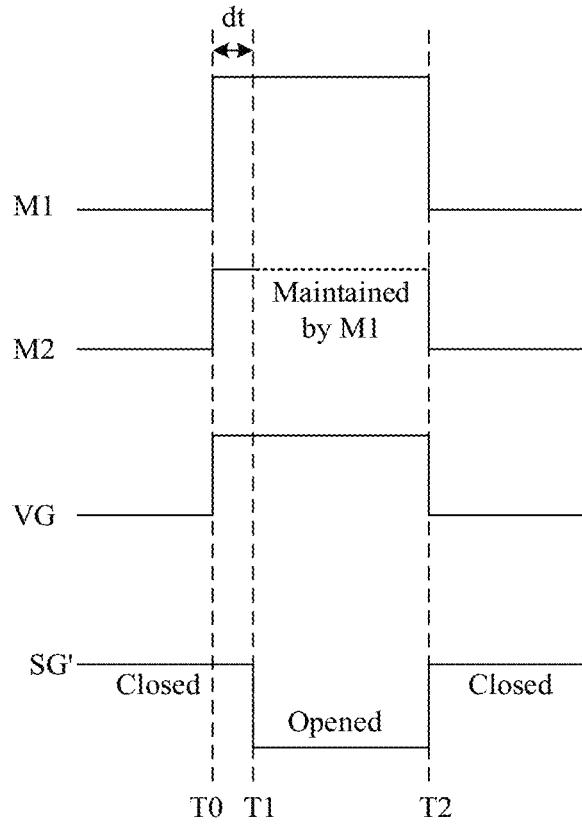 dt
M1
Maintained
by M1
M2
VG
SG'
Closed
Closed
Opened
T0 T1 T2